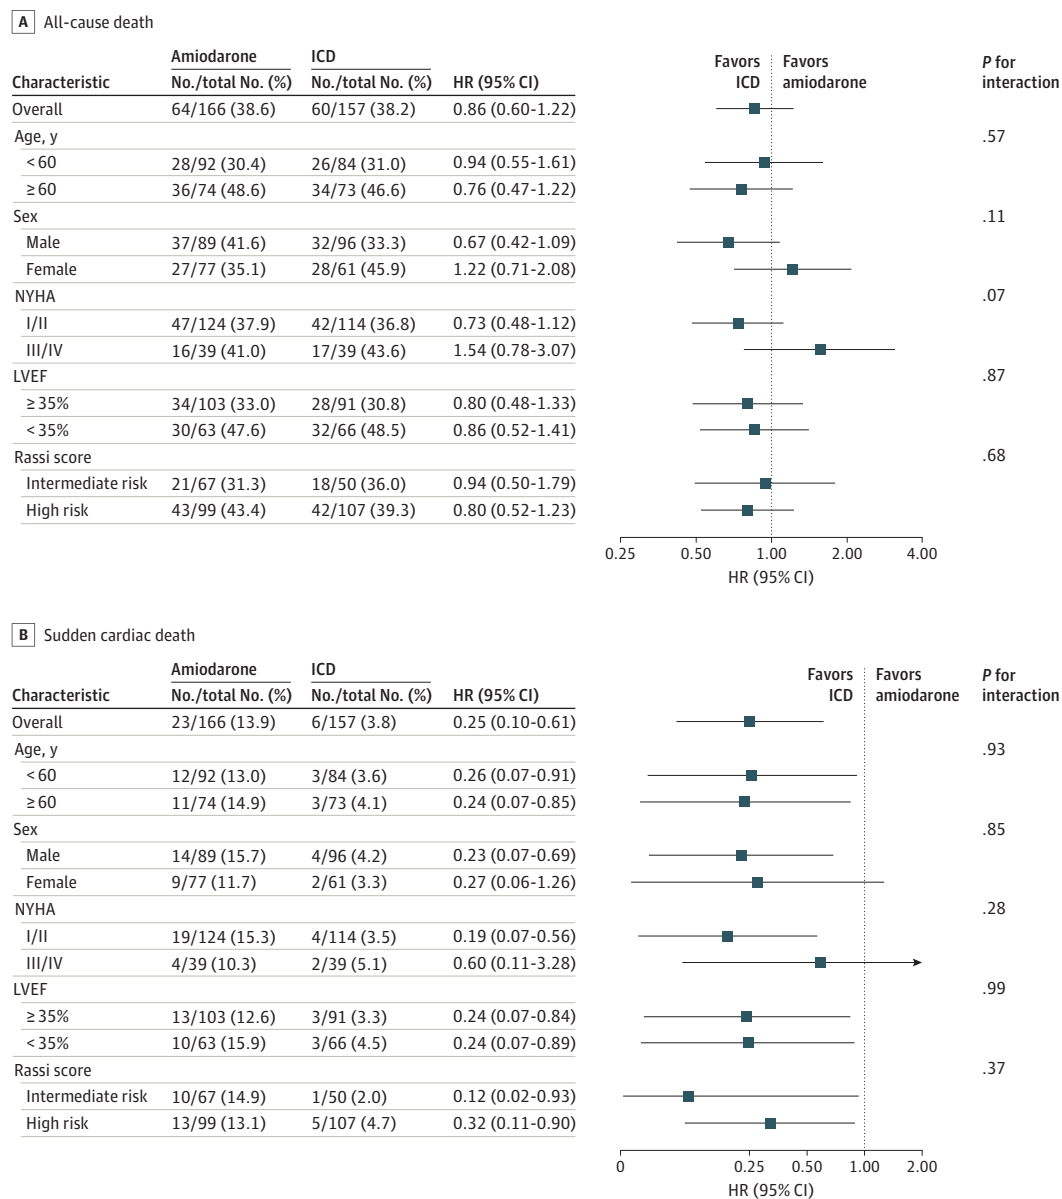 A All-cause death
Amiodarone ICD Favors ICD Favors amiodarone P for interaction
Characteristic No./total No. (%) No./total No. (%) HR (95% CI)
Overall 64/166 (38.6) 60/157 (38.2) 0.86 (0.60-1.22)
Age, y .57
< 60 28/92 (30.4) 26/84 (31.0) 0.94 (0.55-1.61)
≥ 60 36/74 (48.6) 34/73 (46.6) 0.76 (0.47-1.22)
Sex .11
Male 37/89 (41.6) 32/96 (33.3) 0.67 (0.42-1.09)
Female 27/77 (35.1) 28/61 (45.9) 1.22 (0.71-2.08)
NYHA .07
I/II 47/124 (37.9) 42/114 (36.8) 0.73 (0.48-1.12)
III/IV 16/39 (41.0) 17/39 (43.6) 1.54 (0.78-3.07)
LVEF .87
≥ 35% 34/103 (33.0) 28/91 (30.8) 0.80 (0.48-1.33)
< 35% 30/63 (47.6) 32/66 (48.5) 0.86 (0.52-1.41)
Rassi score .68
Intermediate risk 21/67 (31.3) 18/50 (36.0) 0.94 (0.50-1.79)
High risk 43/99 (43.4) 42/107 (39.3) 0.80 (0.52-1.23)
0.25 0.50 1.00 2.00 4.00
HR (95% CI)
B Sudden cardiac death
Amiodarone ICD Favors ICD Favors amiodarone P for interaction
Characteristic No./total No. (%) No./total No. (%) HR (95% CI)
Overall 23/166 (13.9) 6/157 (3.8) 0.25 (0.10-0.61)
Age, y .93
< 60 12/92 (13.0) 3/84 (3.6) 0.26 (0.07-0.91)
≥ 60 11/74 (14.9) 3/73 (4.1) 0.24 (0.07-0.85)
Sex .85
Male 14/89 (15.7) 4/96 (4.2) 0.23 (0.07-0.69)
Female 9/77 (11.7) 2/61 (3.3) 0.27 (0.06-1.26)
NYHA .28
I/II 19/124 (15.3) 4/114 (3.5) 0.19 (0.07-0.56)
III/IV 4/39 (10.3) 2/39 (5.1) 0.60 (0.11-3.28)
LVEF .99
≥ 35% 13/103 (12.6) 3/91 (3.3) 0.24 (0.07-0.84)
< 35% 10/63 (15.9) 3/66 (4.5) 0.24 (0.07-0.89)
Rassi score .37
Intermediate risk 10/67 (14.9) 1/50 (2.0) 0.12 (0.02-0.93)
High risk 13/99 (13.1) 5/107 (4.7) 0.32 (0.11-0.90)
0 0.25 0.50 1.00 2.00
HR (95% CI)